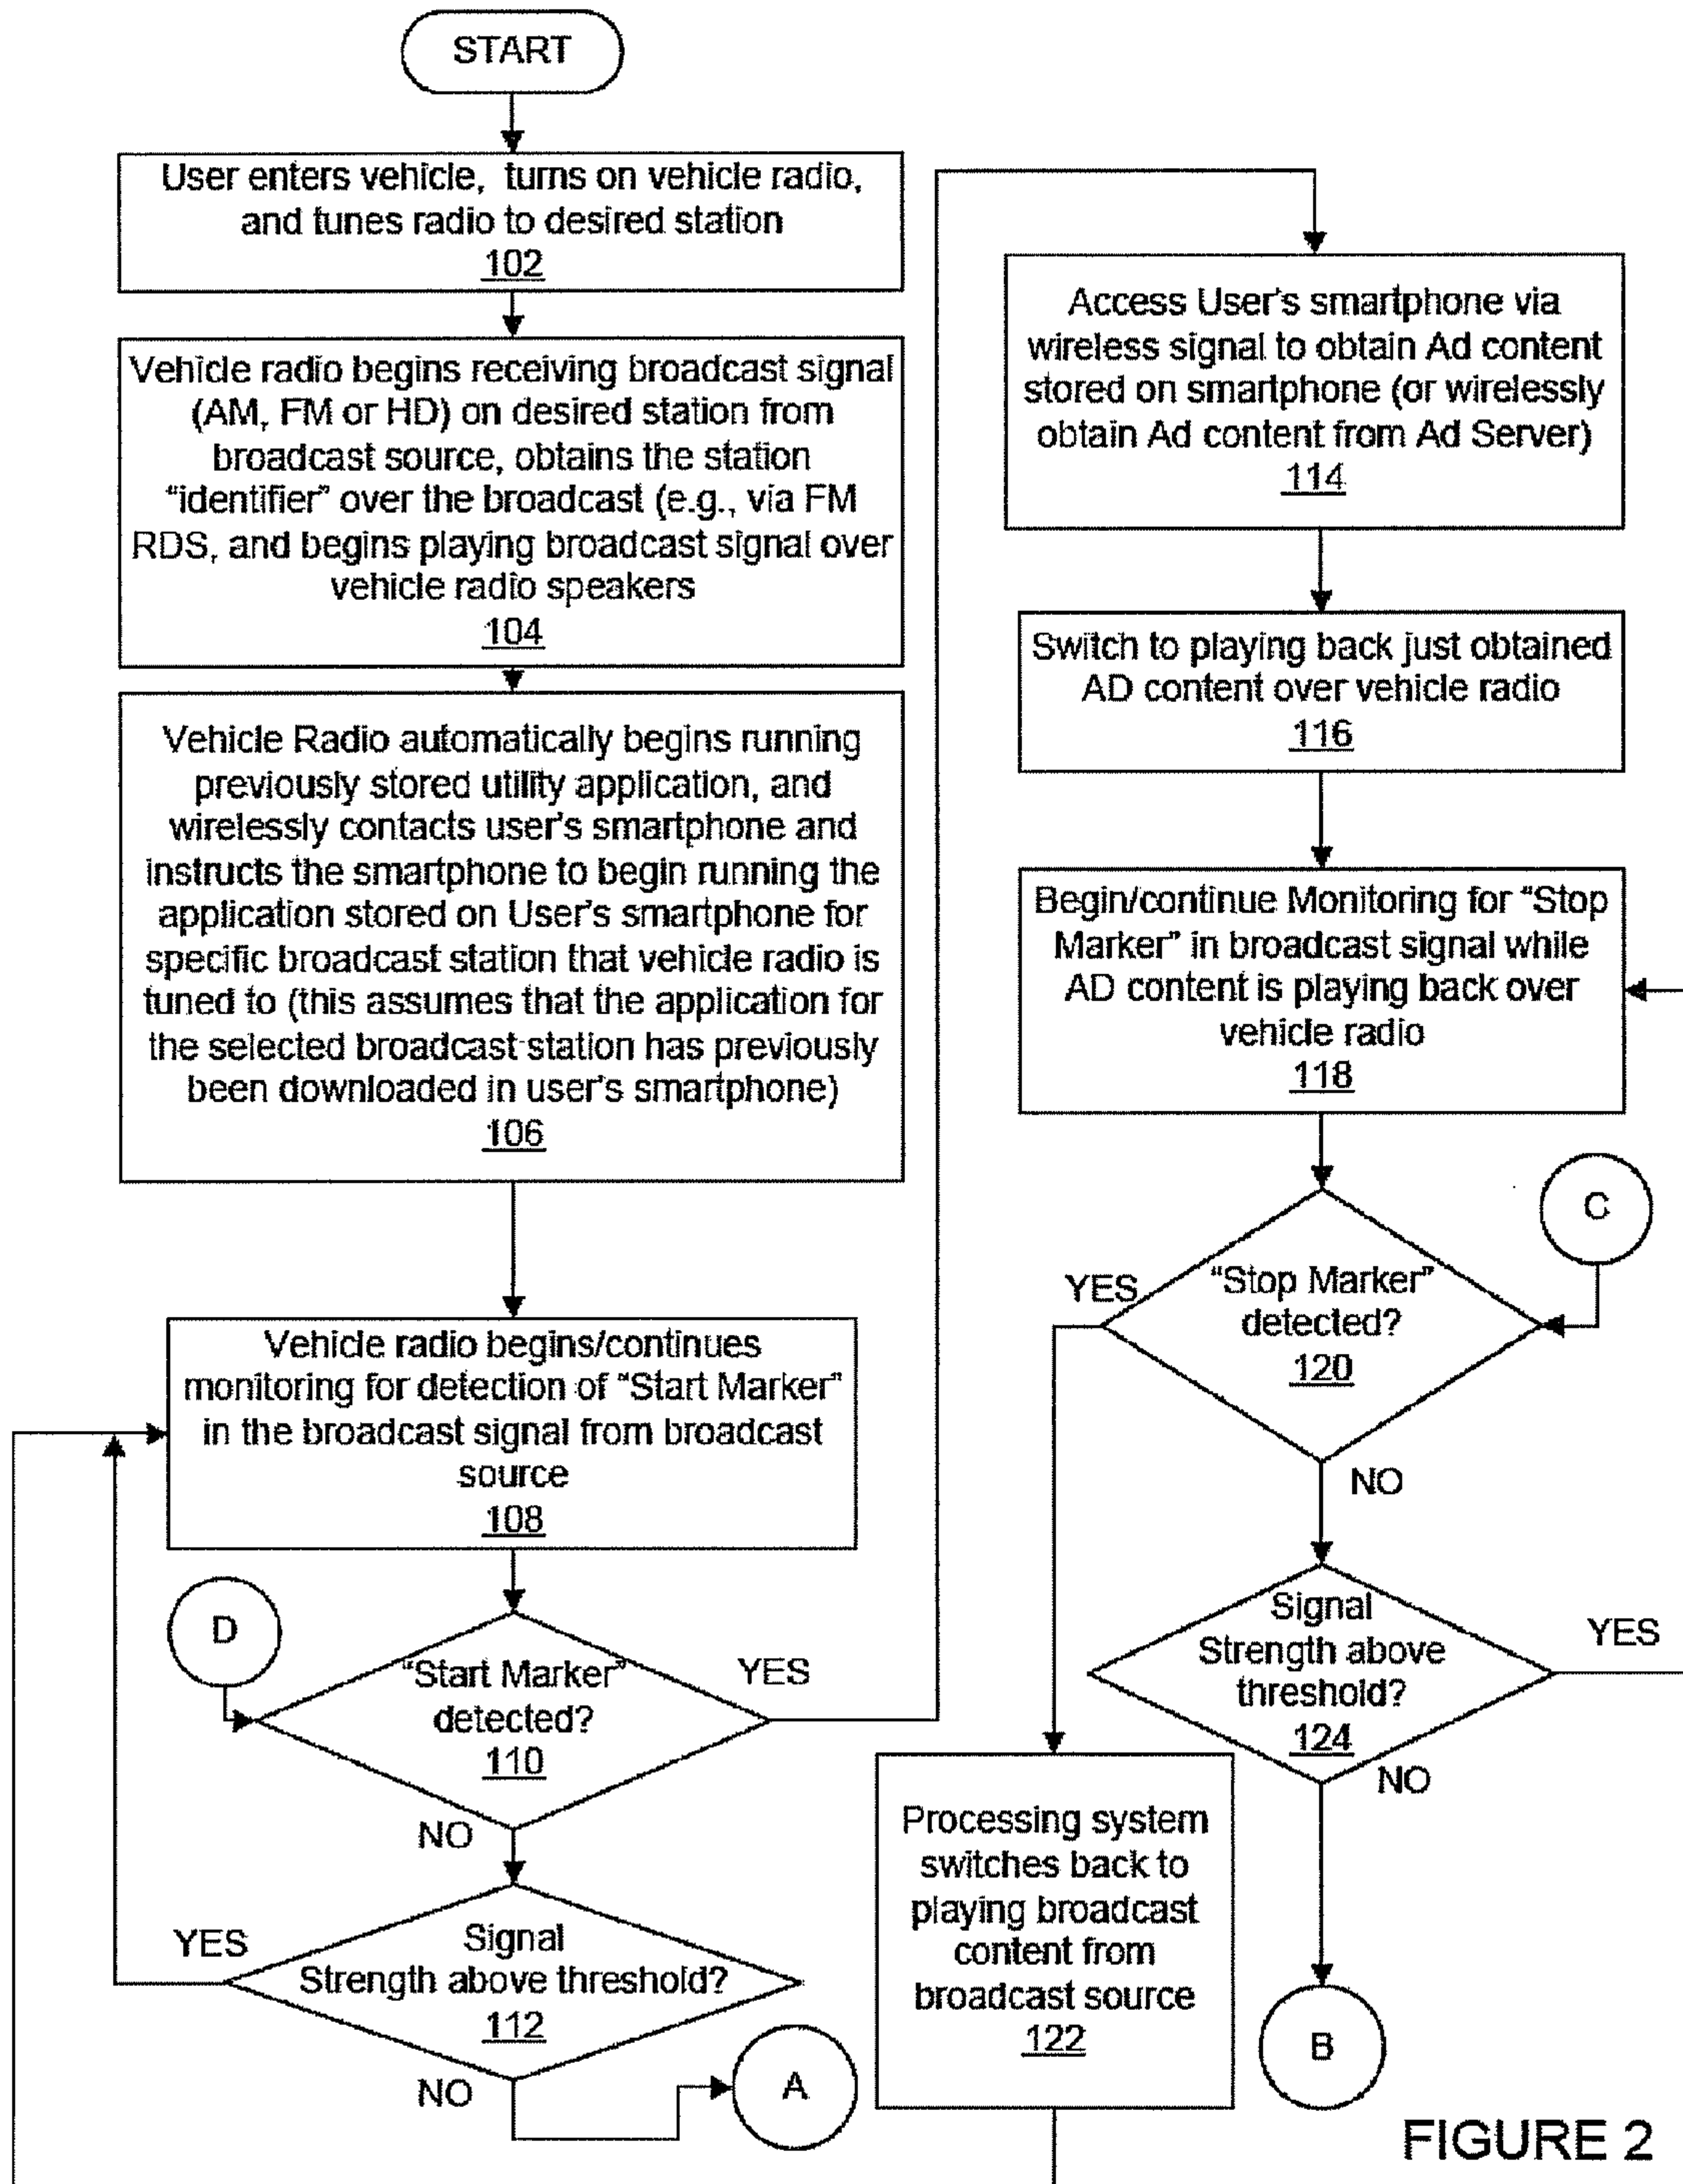 START
User enters vehicle, turns on vehicle radio,
and tunes radio to desired station
102
Vehicle radio begins receiving broadcast signal
(AM, FM or HD) on desired station from
broadcast source, obtains the station
“identifier” over the broadcast (e.g., via FM
RDS, and begins playing broadcast signal over
vehicle radio speakers
104
Vehicle Radio automatically begins running
previously stored utility application, and
wirelessly contacts user's smartphone and
instructs the smartphone to begin running the
application stored on User's smartphone for
specific broadcast station that vehicle radio is
tuned to (this assumes that the application for
the selected broadcast station has previously
been downloaded in user's smartphone)
106
Vehicle radio begins/continues
monitoring for detection of “Start Marker”
in the broadcast signal from broadcast
source
108
D
“Start Marker”
detected?
110
YES
NO
Signal
Strength above threshold?
112
YES
NO
A
Access User's smartphone via
wireless signal to obtain Ad content
stored on smartphone (or wirelessly
obtain Ad content from Ad Server)
114
Switch to playing back just obtained
AD content over vehicle radio
116
Begin/continue Monitoring for “Stop
Marker” in broadcast signal while
AD content is playing back over
vehicle radio
118
C
“Stop Marker”
detected?
120
YES
NO
Signal
Strength above
threshold?
124
YES
NO
Processing system
switches back to
playing broadcast
content from
broadcast source
122
B
FIGURE 2